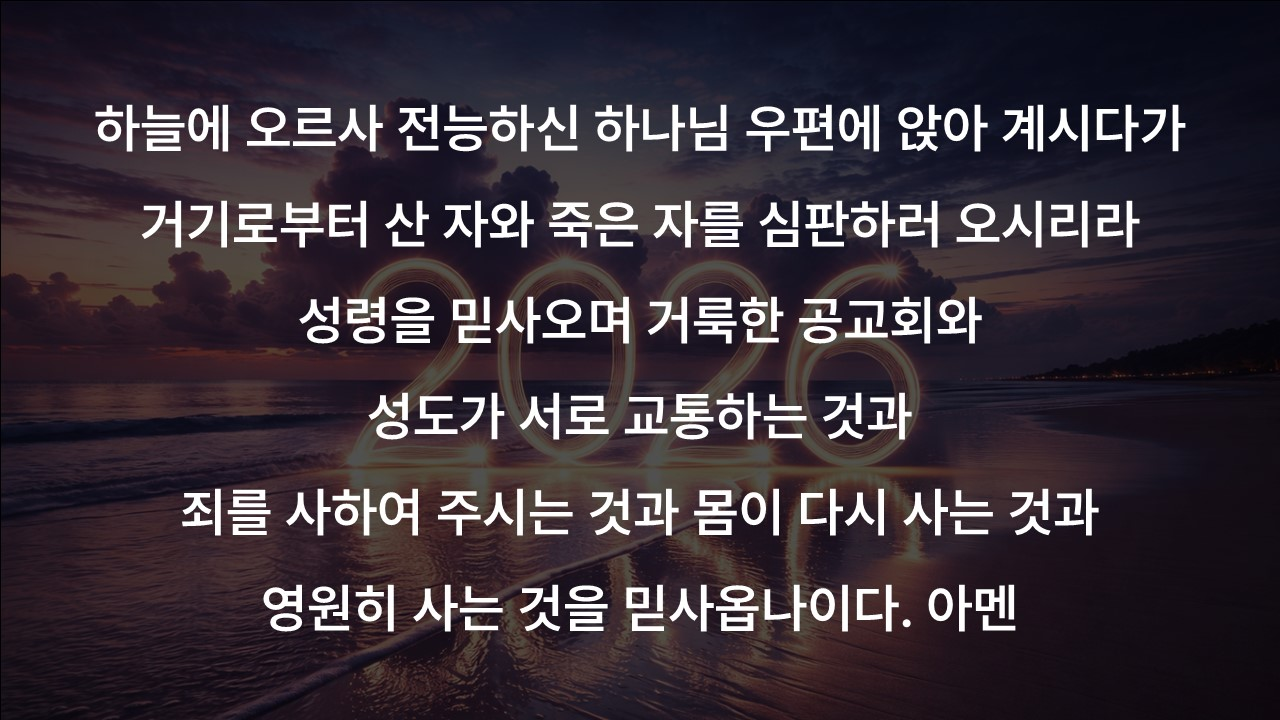 하늘에 오르사 전능하신 하나님 우편에 앉아 계시다가
거기로부터 산 자와 죽은 자를 심판하러 오시리라
2026
성령을 믿사오며 거룩한 공교회와
성도가 서로 교통하는 것과
죄를 사하여 주시는 것과 몸이 다시 사는 것과
영원히 사는 것을 믿사옵나이다. 아멘